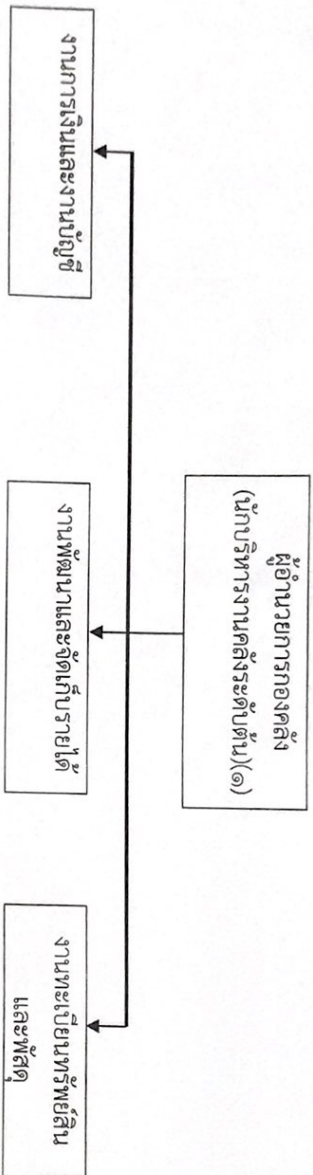 ผู้อำนวยการกองคลัง
(นักบริหารงานคลังระดับต้น)(๑)
งานการเงินและงานบัญชี
งานพัฒนาและจัดเก็บรายได้
งานทะเบียนทรัพย์สิน
และพัสดุ